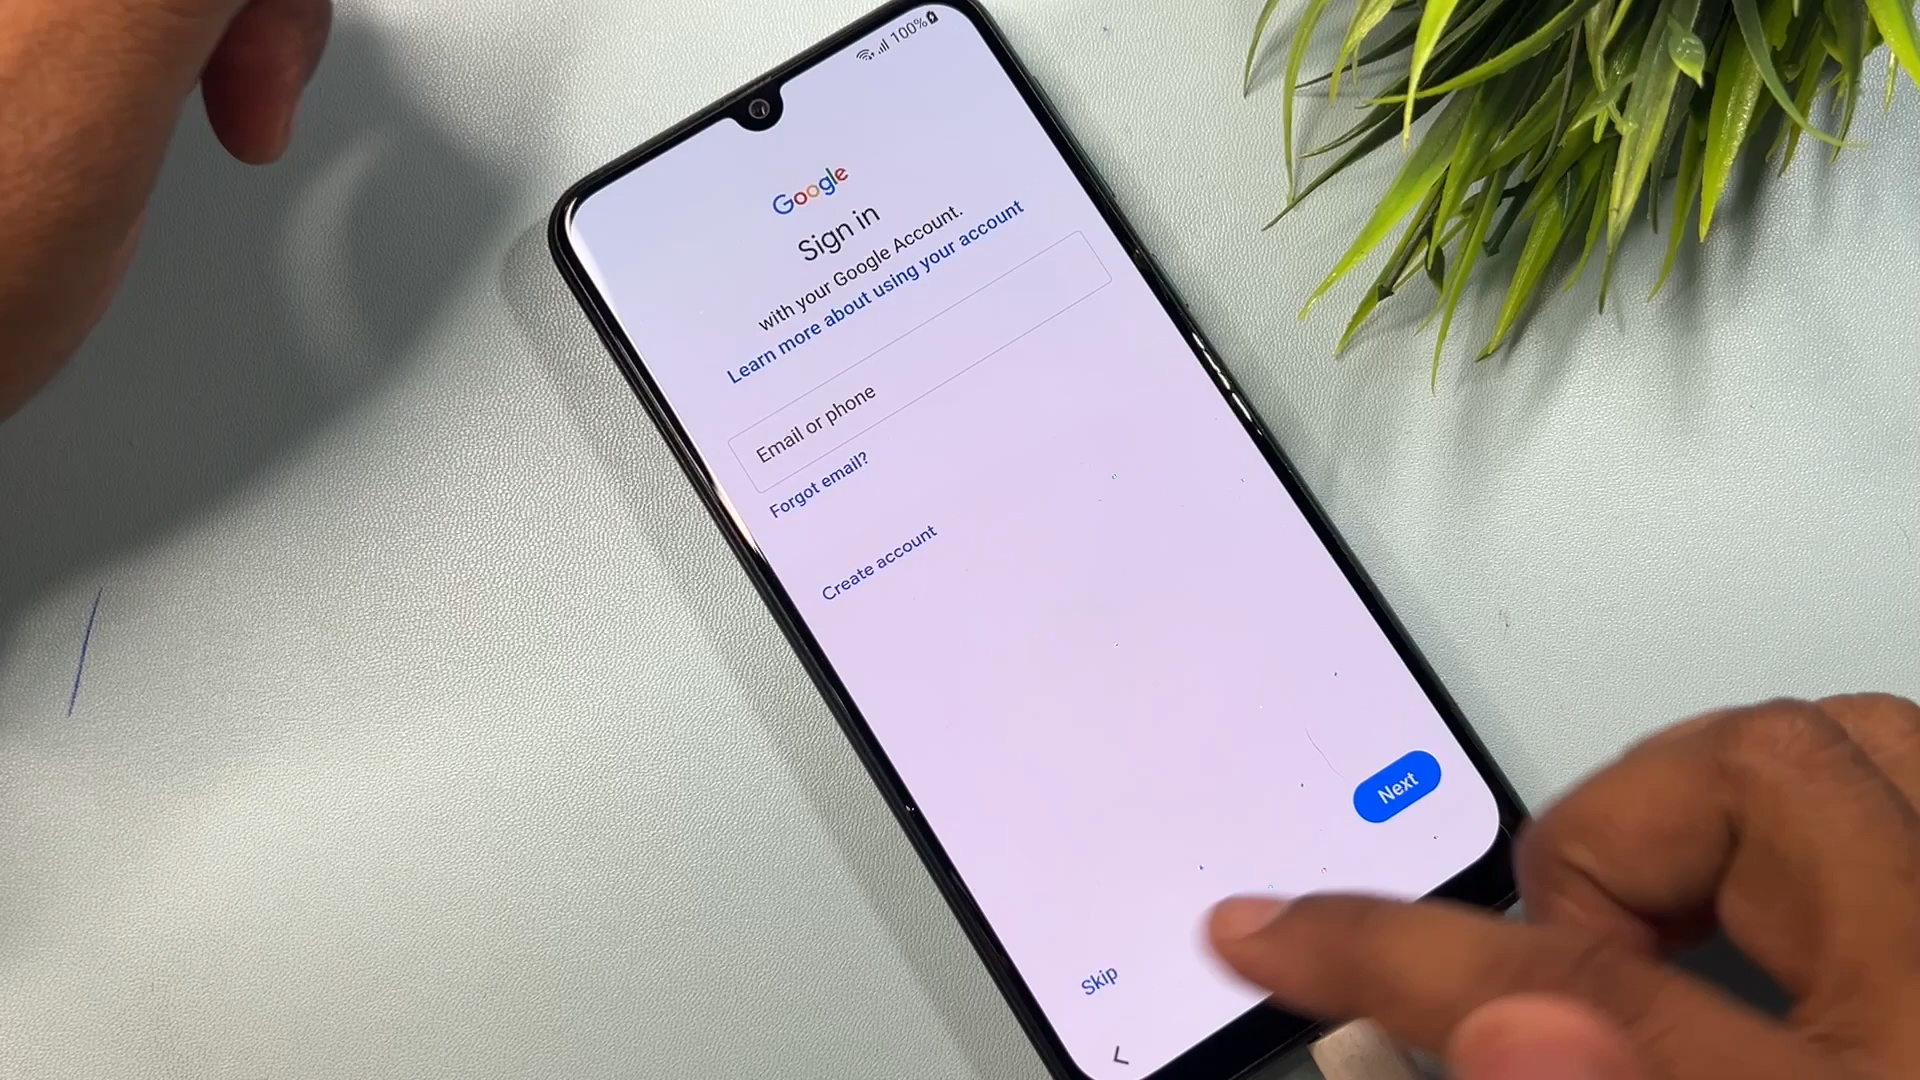 100%
Google
Sign in
with your Google Account.
Learn more about using your account
Email or phone
Forgot email?
Create account
Next
Skip